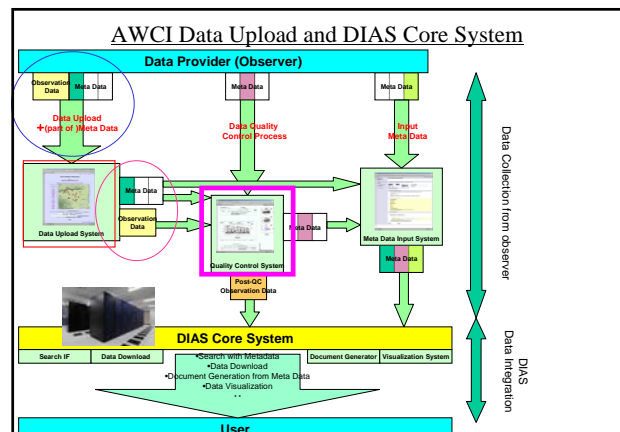 AWCI Data Upload and DIAS Core System
Data Provider (Observer)
Observation
Data
Meta Data
Meta Data
Meta Data
Data Upload
+(part of )Meta Data
Data Quality
Control Process
Input
Meta Data
Data Collection from observer
Meta Data
Observation
Data
Meta Data
Data Upload System
Quality Control System
Meta Data Input System
Meta Data
Post-QC
Observation Data
DIAS Core System
Search IF
Data Download
Document Generator
Visualization System
•Search with Metadata
•Data Download
•Document Generation from Meta Data
•Data Visualization
. .
DIAS
Data Integration
User